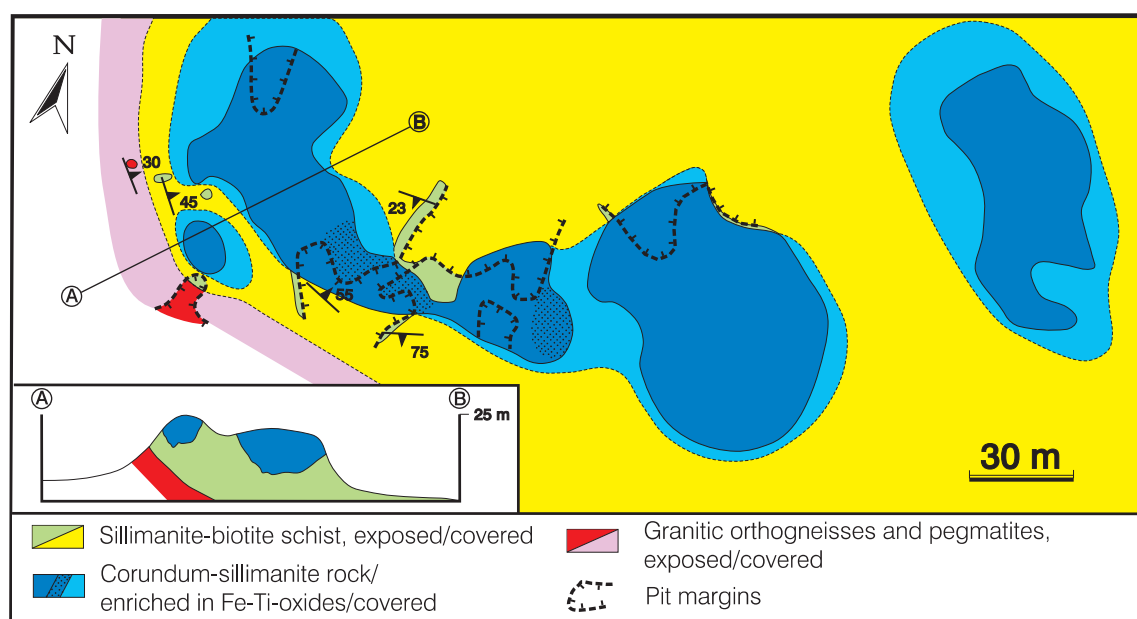 N
B
30
45
23
A
55
75
A
B
25 m
30 m
Sillimanite-biotite schist, exposed/covered
Corundum-sillimanite rock/
enriched in Fe-Ti-oxides/covered
Granitic orthogneisses and pegmatites,
exposed/covered
Pit margins